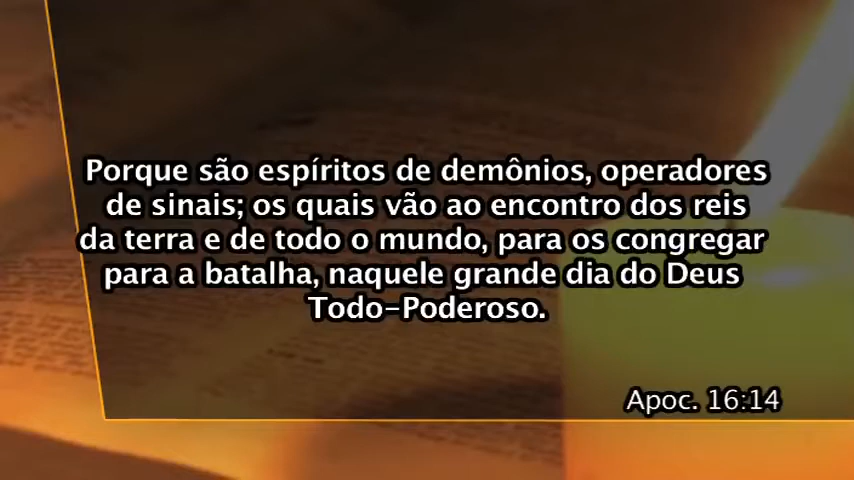 Porque são espíritos de demônios, operadores
de sinais; os quais vão ao encontro dos reis
da terra e de todo o mundo, para os congregar
para a batalha, naquele grande dia do Deus
Todo-Poderoso.
Apoc. 16:14